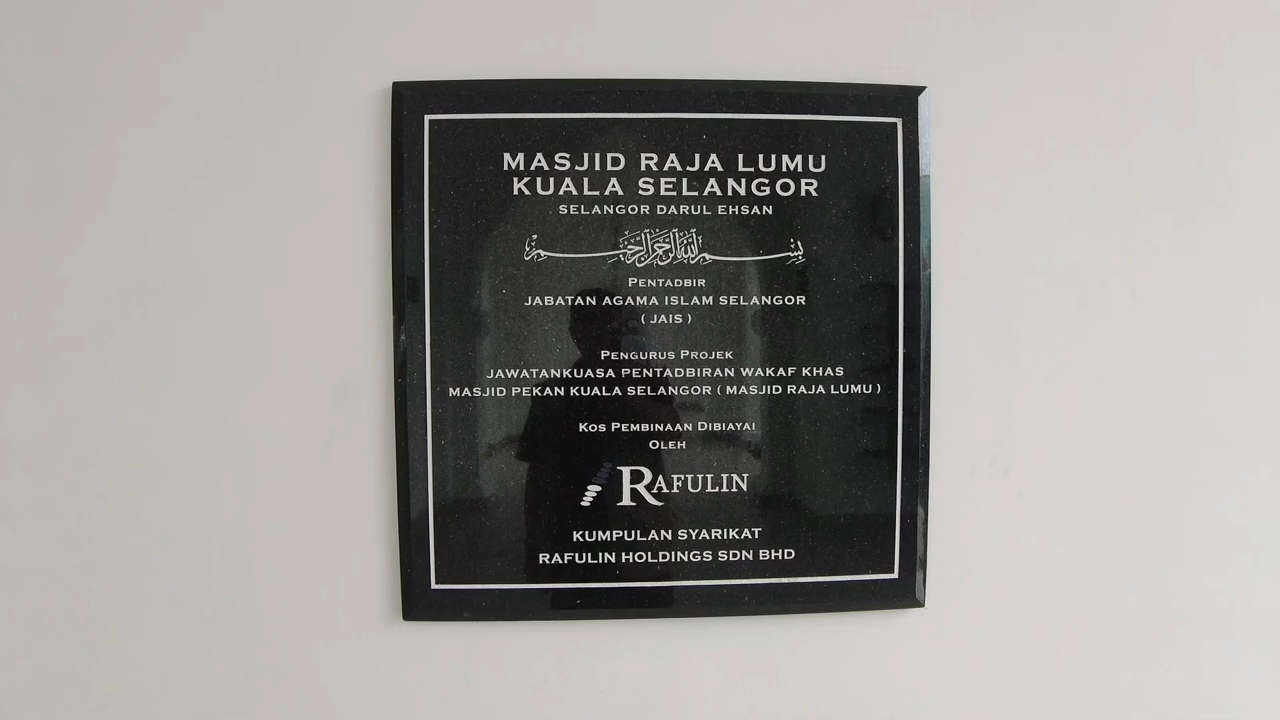 MASJID RAJA LUMU
KUALA SELANGOR
SELANGOR DARUL EHSAN
بسم الله الرحمن الرحيم
PENTADBIR
JABATAN AGAMA ISLAM SELANGOR
( JAIS )
PENGURUS PROJEK
JAWATANKUASA PENTADBIRAN WAKAF KHAS
MASJID PEKAN KUALA SELANGOR ( MASJID RAJA LUMU )
KOS PEMBINAAN DIBIAYAI
OLEH
RAFULIN
KUMPULAN SYARIKAT
RAFULIN HOLDINGS SDN BHD